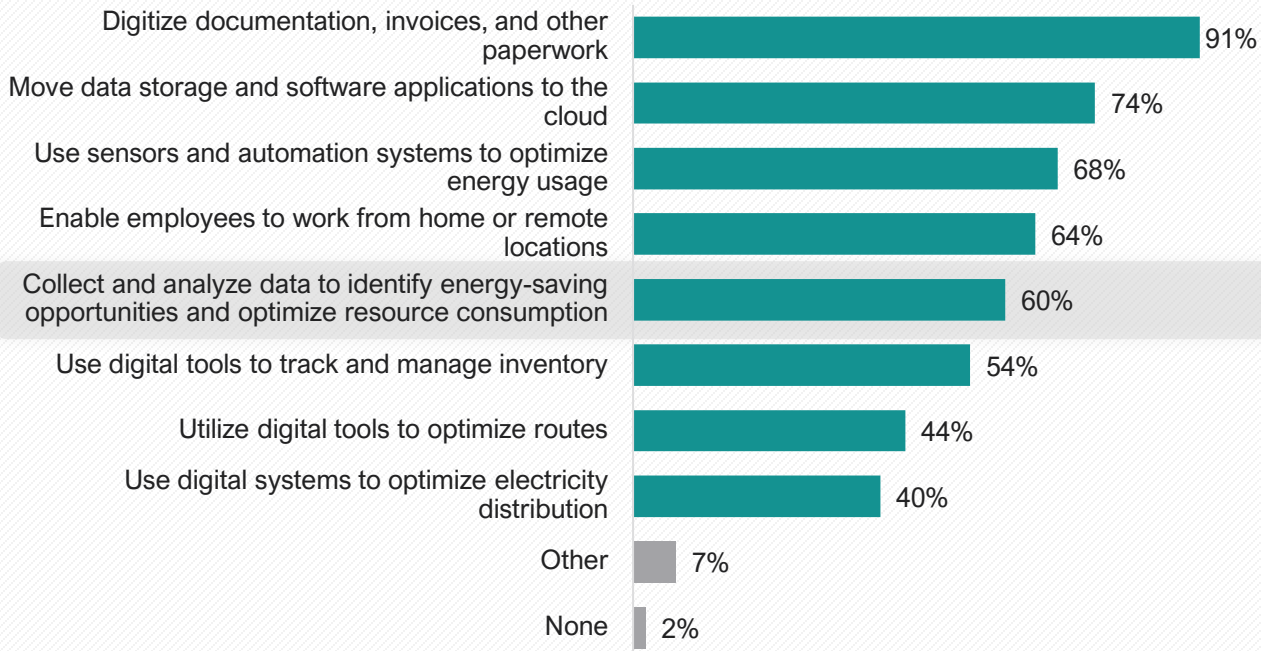 Digitize documentation, invoices, and other
paperwork
91%
Move data storage and software applications to the
cloud
74%
Use sensors and automation systems to optimize
energy usage
68%
Enable employees to work from home or remote
locations
64%
Collect and analyze data to identify energy-saving
opportunities and optimize resource consumption
60%
Use digital tools to track and manage inventory
54%
Utilize digital tools to optimize routes
44%
Use digital systems to optimize electricity
distribution
40%
Other
7%
None
2%